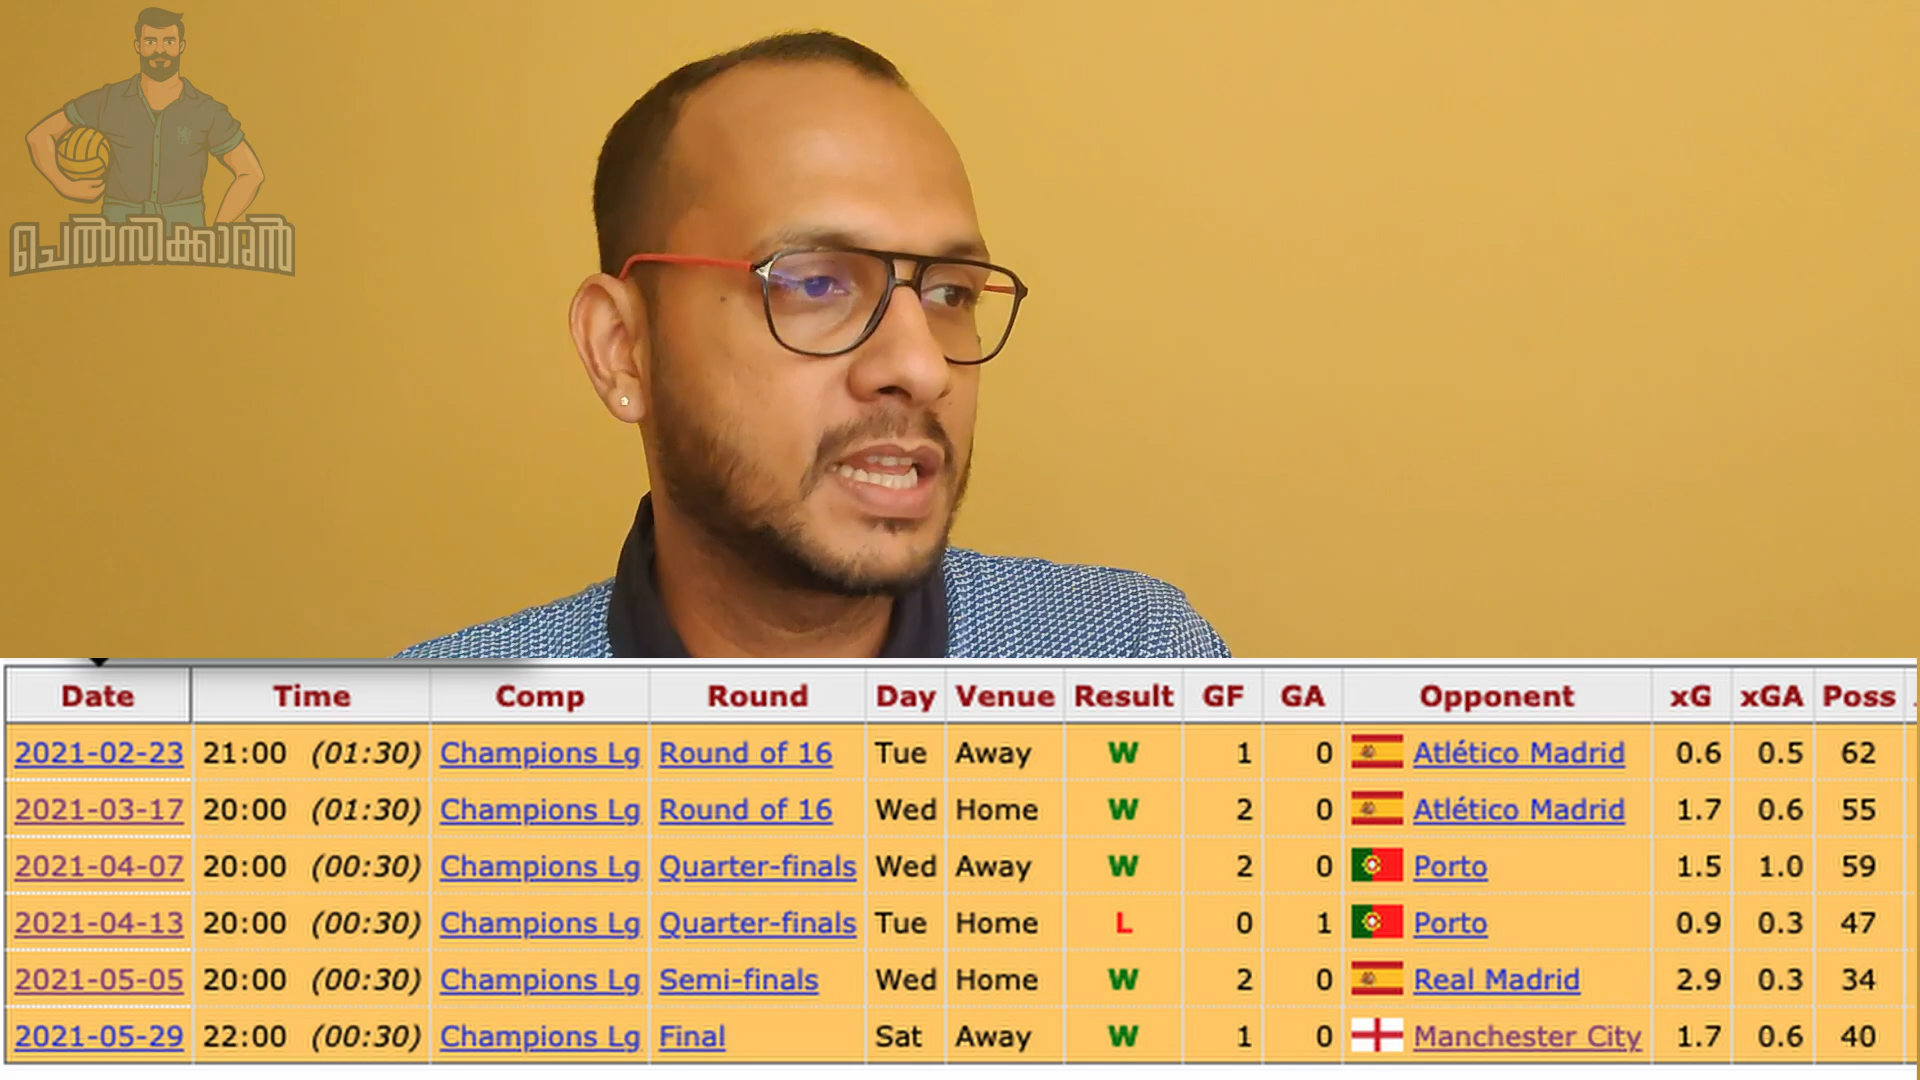 ചെൽസിക്കാരൻ
Date Time Comp Round Day Venue Result GF GA Opponent xG xGA Poss
2021-02-23 21:00 (01:30) Champions Lg Round of 16 Tue Away W 1 0 Atlético Madrid 0.6 0.5 62
2021-03-17 20:00 (01:30) Champions Lg Round of 16 Wed Home W 2 0 Atlético Madrid 1.7 0.6 55
2021-04-07 20:00 (00:30) Champions Lg Quarter-finals Wed Away W 2 0 Porto 1.5 1.0 59
2021-04-13 20:00 (00:30) Champions Lg Quarter-finals Tue Home L 0 1 Porto 0.9 0.3 47
2021-05-05 20:00 (00:30) Champions Lg Semi-finals Wed Home W 2 0 Real Madrid 2.9 0.3 34
2021-05-29 22:00 (00:30) Champions Lg Final Sat Away W 1 0 Manchester City 1.7 0.6 40